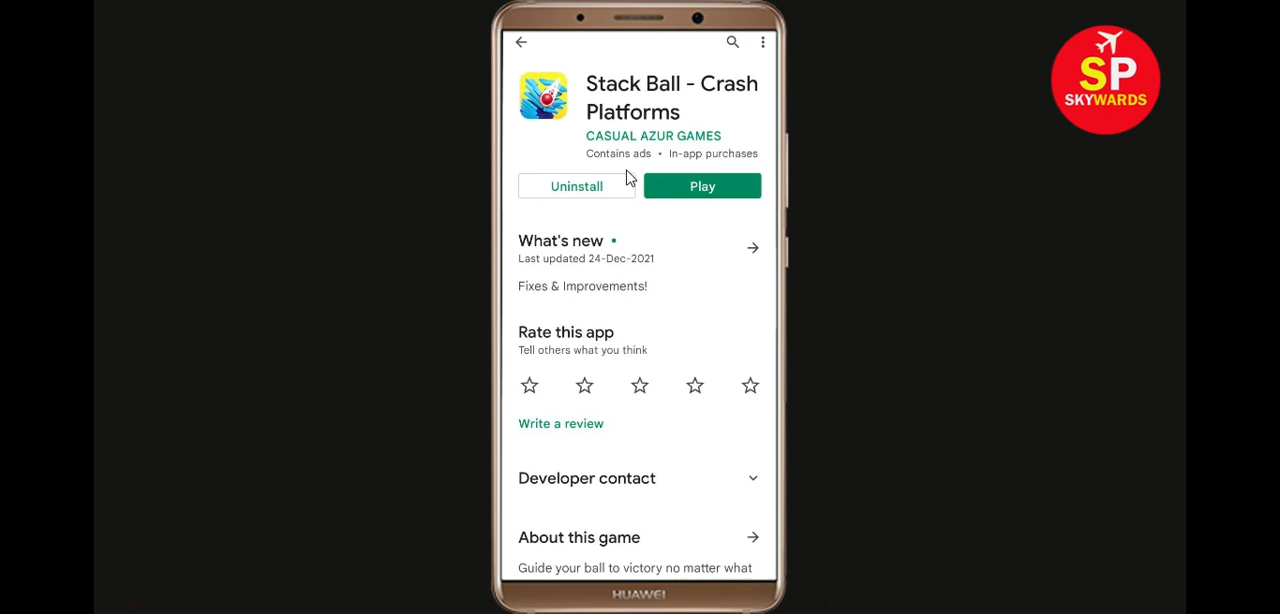 Stack Ball - Crash
Platforms
CASUAL AZUR GAMES
Contains ads • In-app purchases
Uninstall
Play
What's new •
Last updated 24-Dec-2021
Fixes & Improvements!
Rate this app
Tell others what you think
Write a review
Developer contact
About this game
Guide your ball to victory no matter what
HUAWEI
SP
SKYWARDS